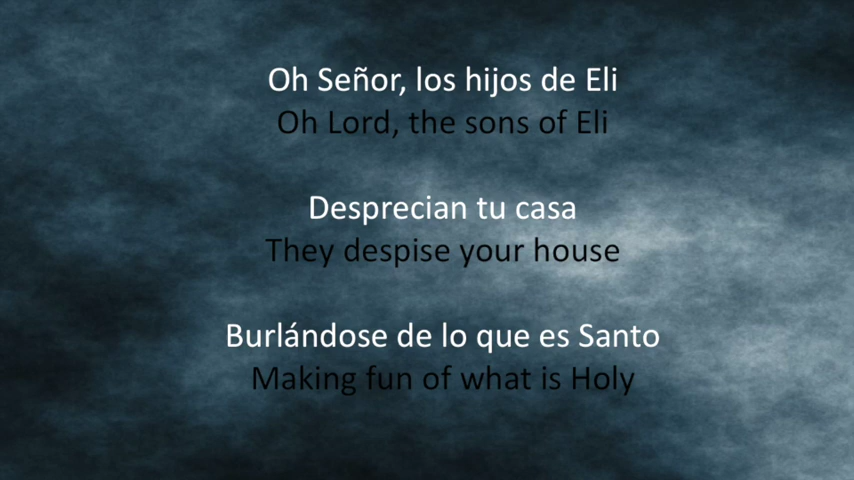 Oh Señor, los hijos de Eli
Oh Lord, the sons of Eli
Desprecian tu casa
They despise your house
Burlándose de lo que es Santo
Making fun of what is Holy